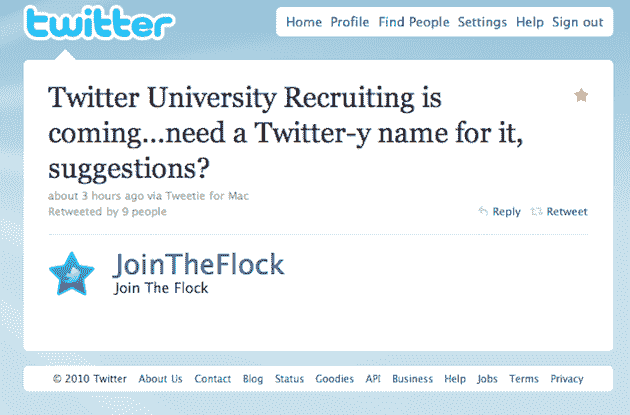 twitter
Home Profile Find People Settings Help Sign out
Twitter University Recruiting is
coming...need a Twitter-y name for it,
suggestions?
about 3 hours ago via Tweetie for Mac
Retweeted by 9 people
Reply Retweet
JoinTheFlock
Join The Flock
© 2010 Twitter About Us Contact Blog Status Goodies API Business Help Jobs Terms Privacy